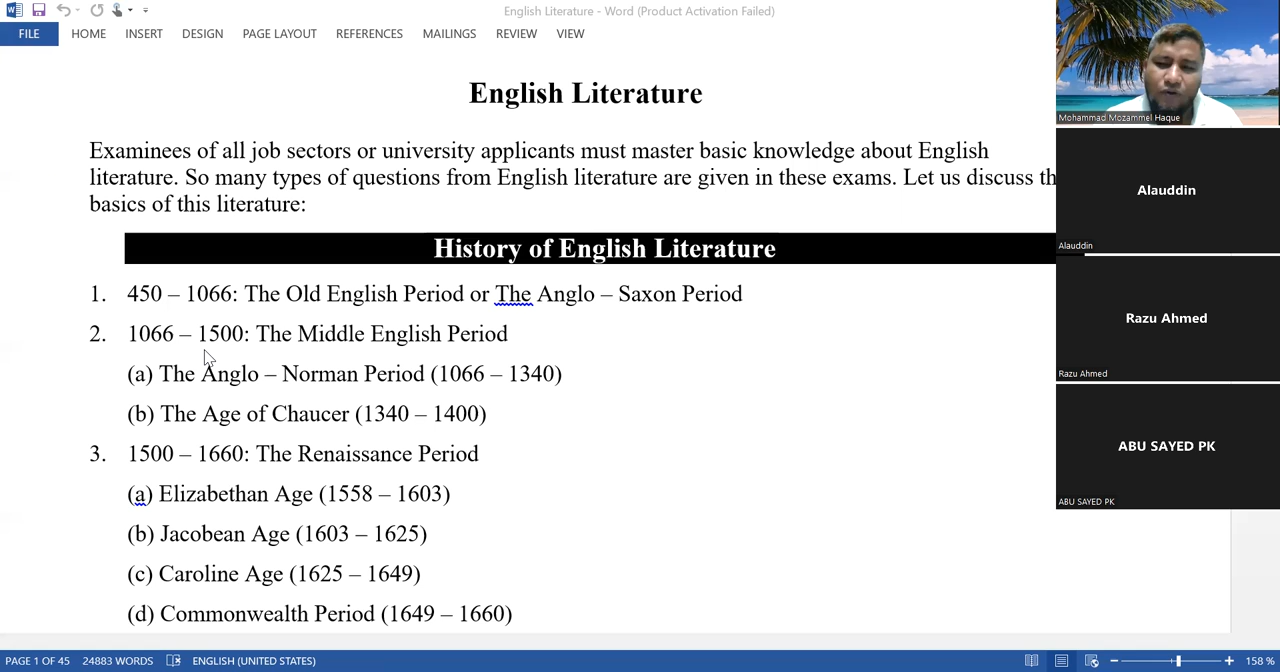 English Literature - Word (Product Activation Failed)
FILE HOME INSERT DESIGN PAGE LAYOUT REFERENCES MAILINGS REVIEW VIEW
English Literature
Examinees of all job sectors or university applicants must master basic knowledge about English
literature. So many types of questions from English literature are given in these exams. Let us discuss th
basics of this literature:
History of English Literature
1. 450 – 1066: The Old English Period or The Anglo – Saxon Period
2. 1066 – 1500: The Middle English Period
(a) The Anglo – Norman Period (1066 – 1340)
(b) The Age of Chaucer (1340 – 1400)
3. 1500 – 1660: The Renaissance Period
(a) Elizabethan Age (1558 – 1603)
(b) Jacobean Age (1603 – 1625)
(c) Caroline Age (1625 – 1649)
(d) Commonwealth Period (1649 – 1660)
Mohammad Mozammel Haque
Alauddin
Alauddin
Razu Ahmed
Razu Ahmed
ABU SAYED PK
ABU SAYED PK
PAGE 1 OF 45 24883 WORDS ENGLISH (UNITED STATES) 158 %